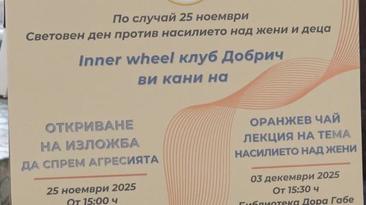 По случай 25 ноември
Световен ден против насилието над жени и деца
Inner wheel клуб Добрич
ви кани на
ОТКРИВАНЕ
НА ИЗЛОЖБА
ДА СПРЕМ АГРЕСИЯТА
25 ноември 2025
От 15:00 ч
ОРАНЖЕВ ЧАЙ
ЛЕКЦИЯ НА ТЕМА
НАСИЛИЕТО НАД ЖЕНИ
03 декември 2025
От 15:30 ч
Библиотека Дора Габе